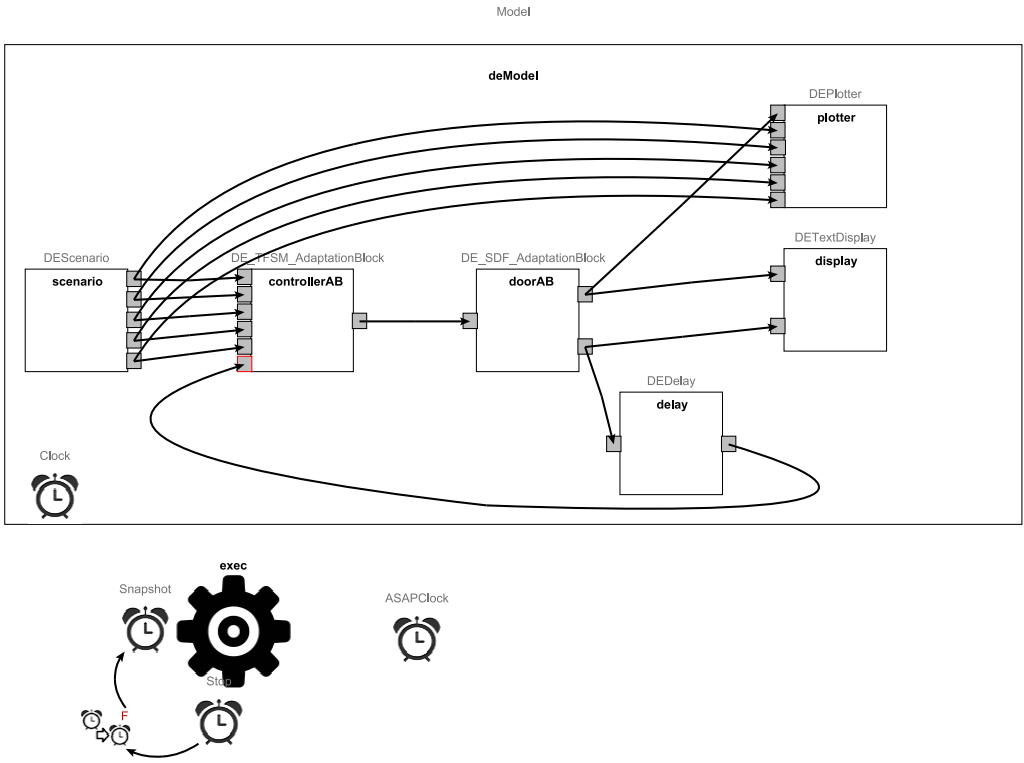 Model
deModel
DEPlotter
plotter
DEScenario
scenario
DE_TFSM_AdaptationBlock
controllerAB
DE_SDF_AdaptationBlock
doorAB
DETextDisplay
display
DEDelay
delay
Clock
exec
Snapshot
ASAPClock
Stop
F